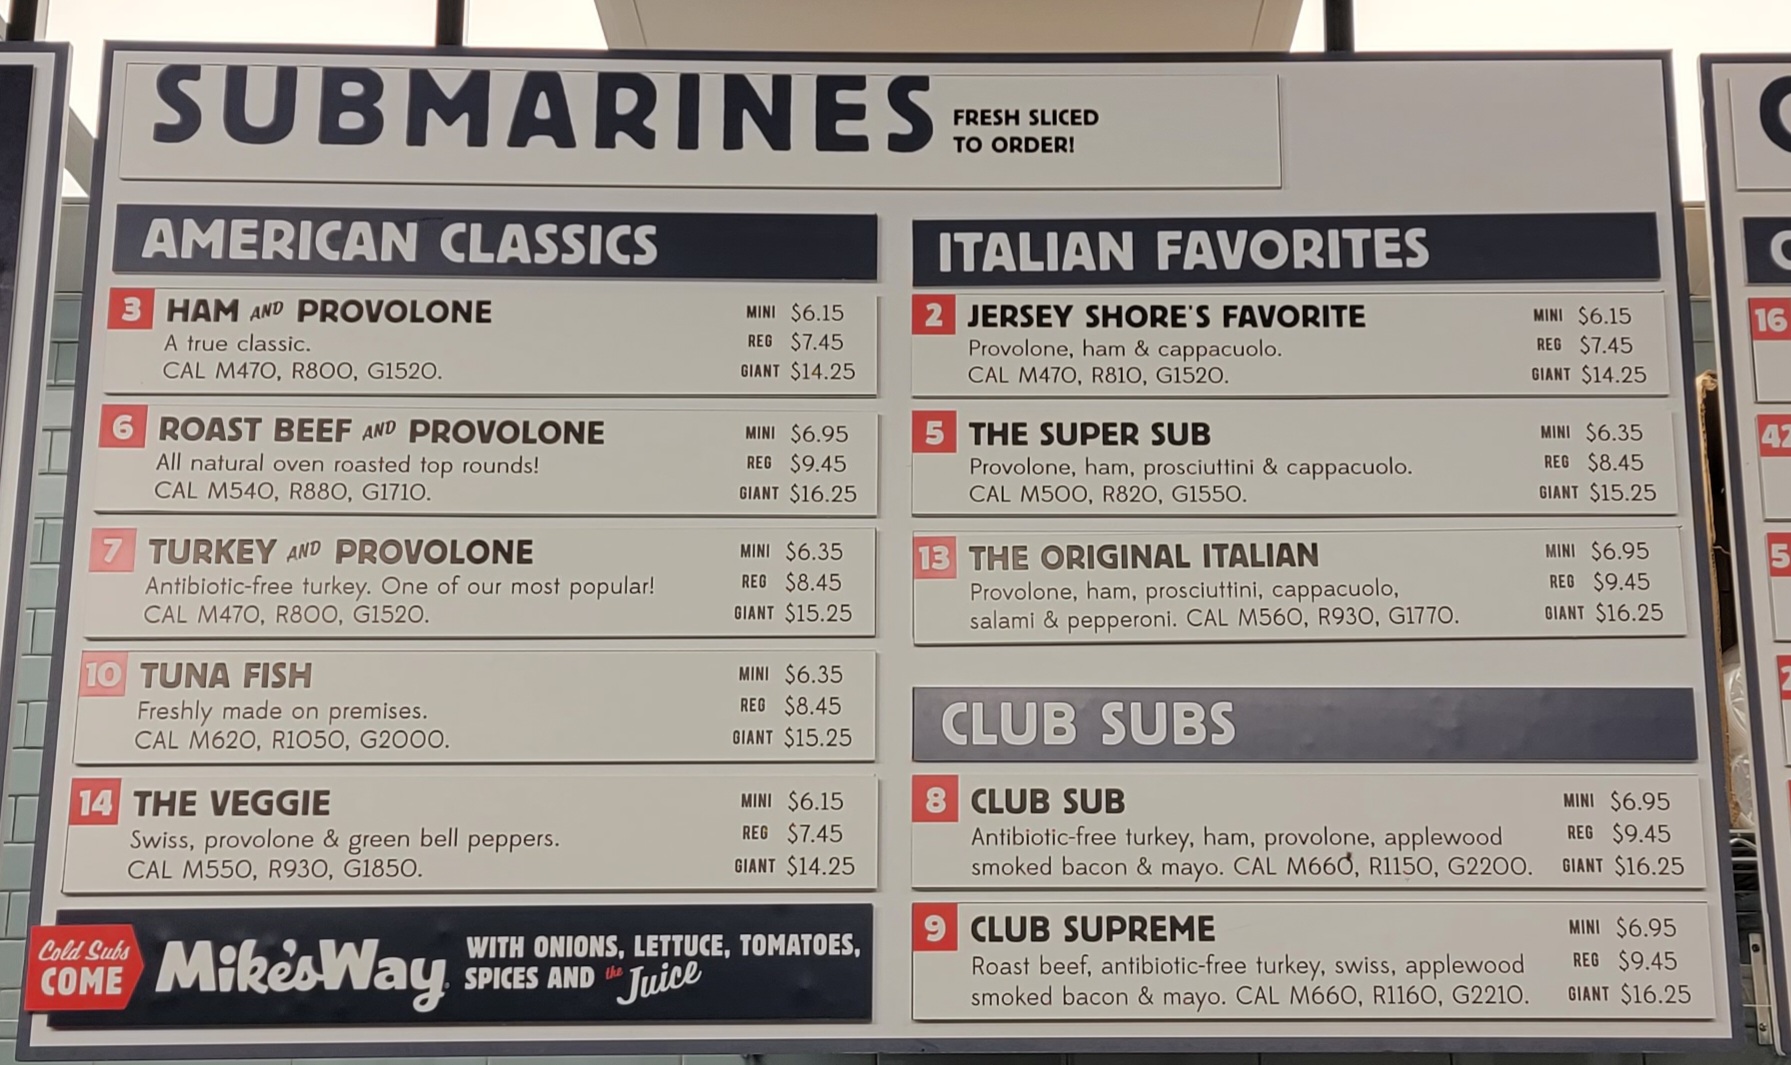 SUBMARINES
FRESH SLICED
TO ORDER!
AMERICAN CLASSICS
3 HAM AND PROVOLONE MINI $6.15
A true classic. REG $7.45
CAL M470, R800, G1520. GIANT $14.25
6 ROAST BEEF AND PROVOLONE MINI $6.95
All natural oven roasted top rounds! REG $9.45
CAL M540, R880, G1710. GIANT $16.25
7 TURKEY AND PROVOLONE MINI $6.35
Antibiotic-free turkey. One of our most popular! REG $8.45
CAL M470, R800, G1520. GIANT $15.25
10 TUNA FISH MINI $6.35
Freshly made on premises. REG $8.45
CAL M620, R1050, G2000. GIANT $15.25
14 THE VEGGIE MINI $6.15
Swiss, provolone & green bell peppers. REG $7.45
CAL M550, R930, G1850. GIANT $14.25
Cold Subs
COME
Mike's Way
WITH ONIONS, LETTUCE, TOMATOES,
SPICES AND the Juice
ITALIAN FAVORITES
2 JERSEY SHORE'S FAVORITE MINI $6.15
Provolone, ham & cappacuolo. REG $7.45
CAL M470, R810, G1520. GIANT $14.25
5 THE SUPER SUB MINI $6.35
Provolone, ham, prosciuttini & cappacuolo. REG $8.45
CAL M500, R820, G1550. GIANT $15.25
13 THE ORIGINAL ITALIAN MINI $6.95
Provolone, ham, prosciuttini, cappacuolo, REG $9.45
salami & pepperoni. CAL M560, R930, G1770. GIANT $16.25
CLUB SUBS
8 CLUB SUB MINI $6.95
Antibiotic-free turkey, ham, provolone, applewood REG $9.45
smoked bacon & mayo. CAL M660, R1150, G2200. GIANT $16.25
9 CLUB SUPREME MINI $6.95
Roast beef, antibiotic-free turkey, swiss, applewood REG $9.45
smoked bacon & mayo. CAL M660, R1160, G2210. GIANT $16.25
16
42